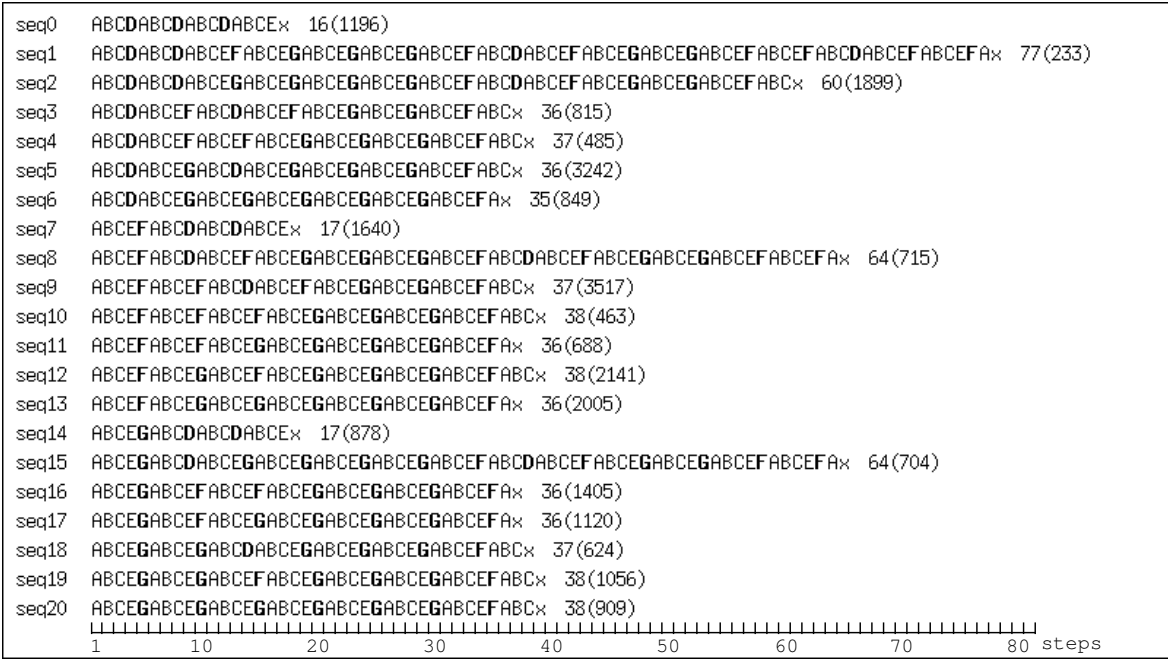 seq0 ABCDABCDABCDABCEx 16(1196)
seq1 ABCDABCDABCEFABCEGABCEGABCEGABCEFABCDABCEFABCEGABCEGABCEFABCEFABCDABCEFABCEFAx 77(233)
seq2 ABCDABCDABCEGABCEGABCEGABCEGABCEFABCDABCEFABCEGABCEGABCEFABCx 60(1899)
seq3 ABCDABCEFABCDABCEFABCEGABCEGABCEFABCx 36(815)
seq4 ABCDABCEFABCEFABCEGABCEGABCEGABCEFABCx 37(485)
seq5 ABCDABCEGABCDABCEGABCEGABCEGABCEFABCx 36(3242)
seq6 ABCDABCEGABCEGABCEGABCEGABCEGABCEFAx 35(849)
seq7 ABCEFABCDABCDABCEx 17(1640)
seq8 ABCEFABCDABCEFABCEGABCEGABCEGABCEFABCDABCEFABCEGABCEGABCEFABCEFAx 64(715)
seq9 ABCEFABCEFABCDABCEFABCEGABCEGABCEFABCx 37(3517)
seq10 ABCEFABCEFABCEFABCEGABCEGABCEGABCEFABCx 38(463)
seq11 ABCEFABCEFABCEGABCEGABCEGABCEGABCEFAx 36(688)
seq12 ABCEFABCEGABCEFABCEGABCEGABCEGABCEFABCx 38(2141)
seq13 ABCEFABCEGABCEGABCEGABCEGABCEGABCEFAx 36(2005)
seq14 ABCEGABCDABCDABCEx 17(878)
seq15 ABCEGABCDABCEGABCEGABCEGABCEGABCEFABCDABCEFABCEGABCEGABCEFABCEFAx 64(704)
seq16 ABCEGABCEFABCEFABCEGABCEGABCEGABCEFAx 36(1405)
seq17 ABCEGABCEFABCEGABCEGABCEGABCEGABCEFAx 36(1120)
seq18 ABCEGABCEGABCDABCEGABCEGABCEGABCEFABCx 37(624)
seq19 ABCEGABCEGABCEFABCEGABCEGABCEGABCEFABCx 38(1056)
seq20 ABCEGABCEGABCEGABCEGABCEGABCEGABCEFABCx 38(909)
1 10 20 30 40 50 60 70 80 steps